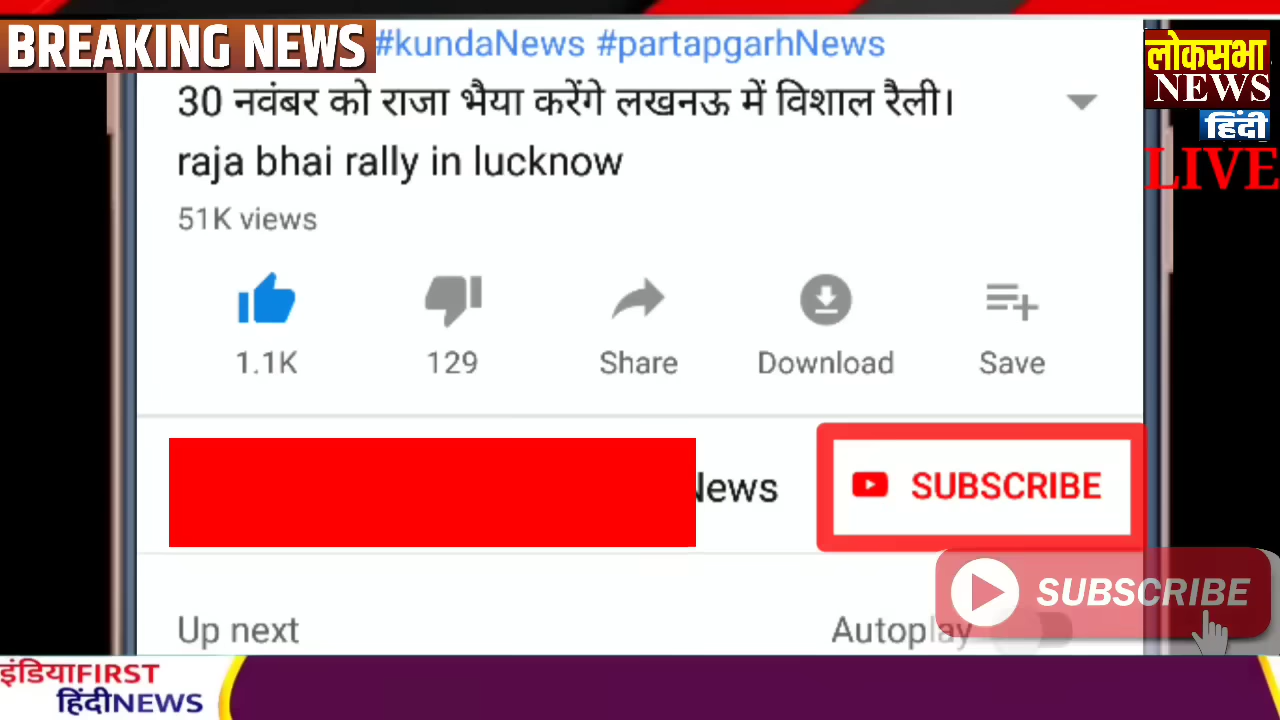 BREAKING NEWS
#kundaNews #partapgarhNews
लोकसभा
NEWS
हिंदी
LIVE
30 नवंबर को राजा भैया करेंगे लखनऊ में विशाल रैली।
raja bhai rally in lucknow
51K views
1.1K 129 Share Download Save
News SUBSCRIBE
SUBSCRIBE
Up next Autoplay
इंडियाFIRST
हिंदीNEWS